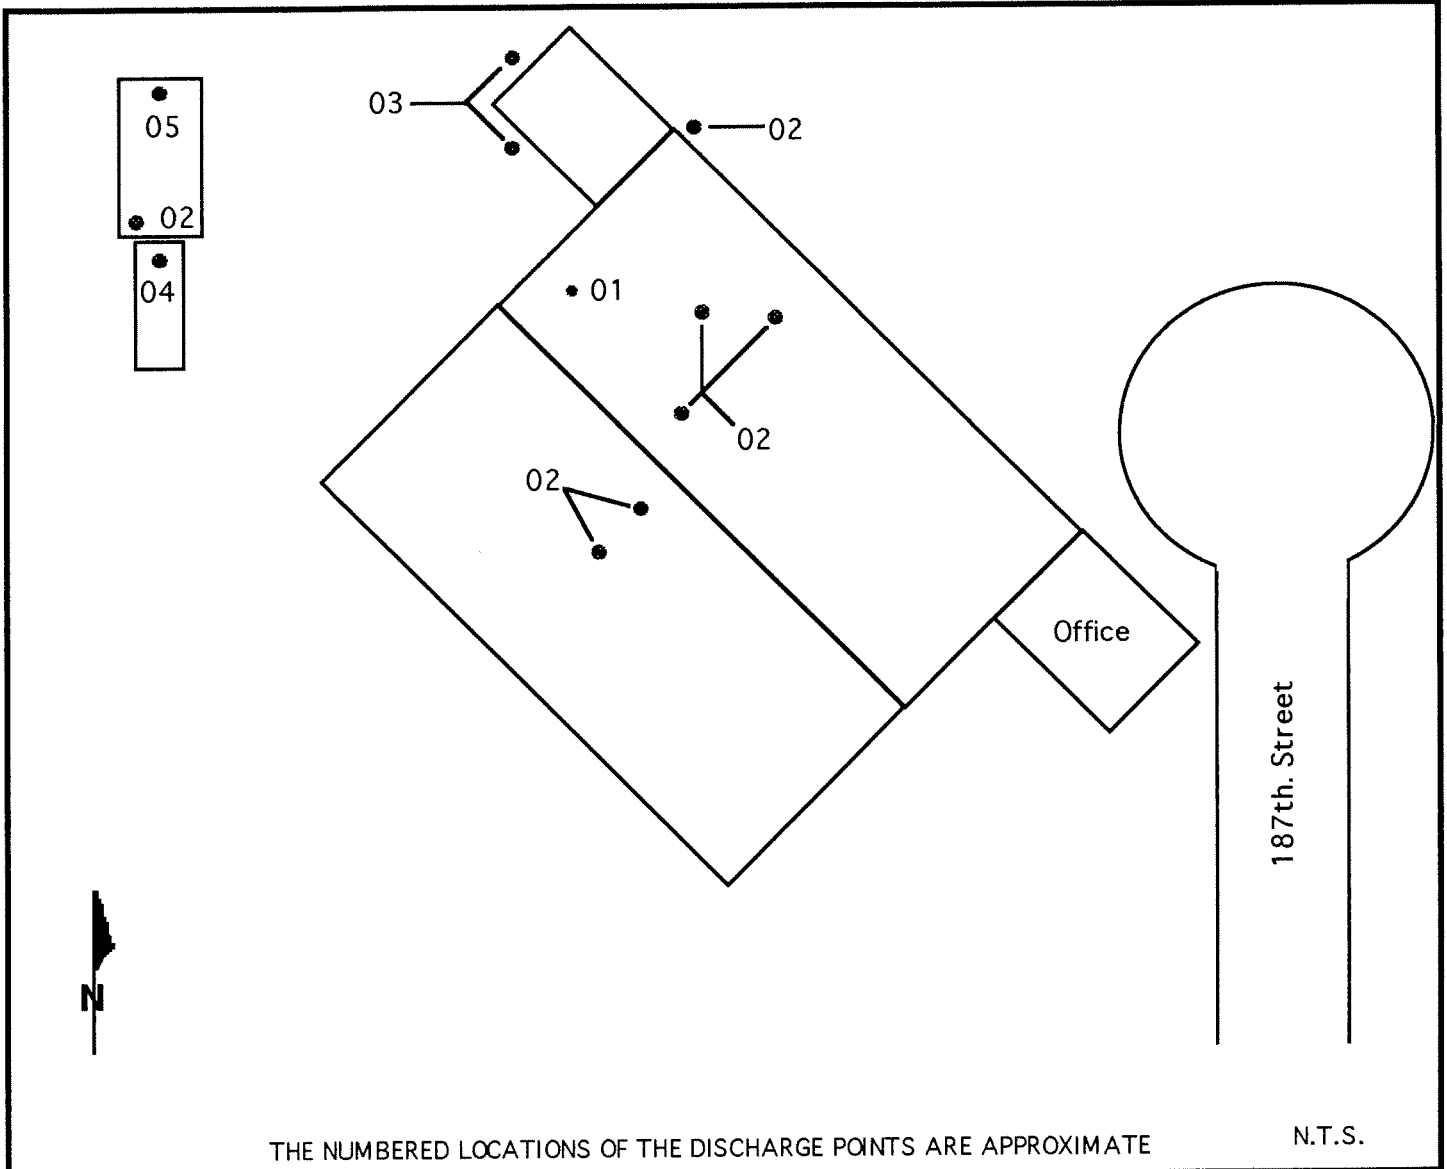 03
05
02
02
04
01
02
02
Office
187th. Street
N
THE NUMBERED LOCATIONS OF THE DISCHARGE POINTS ARE APPROXIMATE
N.T.S.